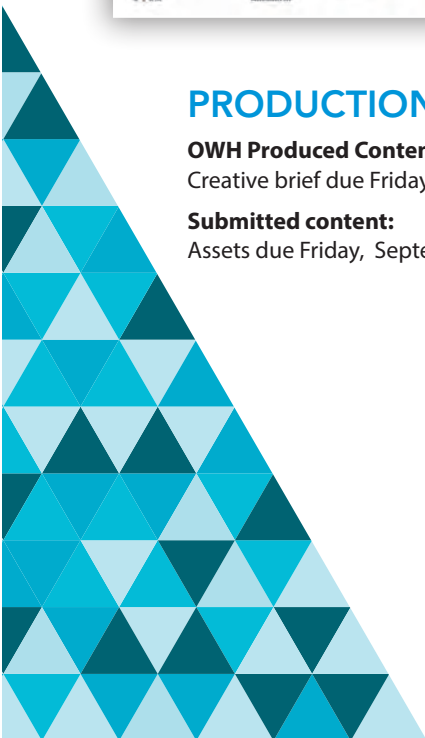 PRODUCTION
OWH Produced Conten
Creative brief due Friday
Submitted content:
Assets due Friday, Septe